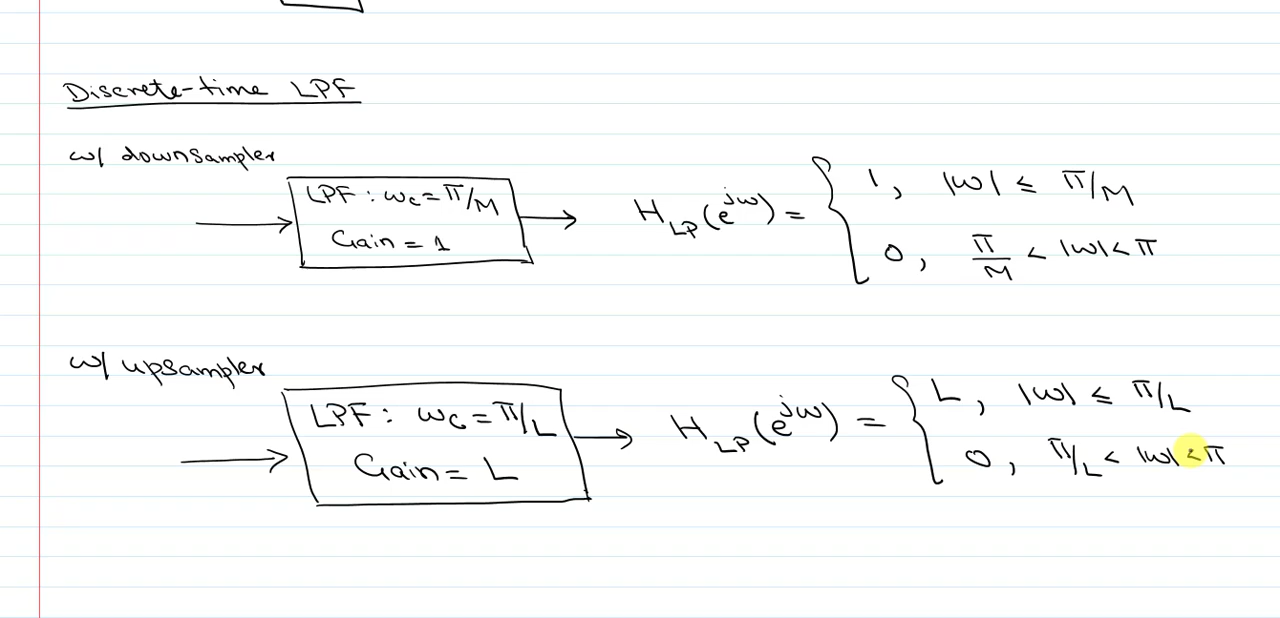 Discrete-time LPF
w/ downsampler
LPF : ωc = π/M
Gain = 1
H_LP(e^jω) = { 1, |ω| ≤ π/M
0, π/M < |ω| < π
w/ upsampler
LPF : ωc = π/L
Gain = L
H_LP(e^jω) = { L, |ω| ≤ π/L
0, π/L < |ω| < π